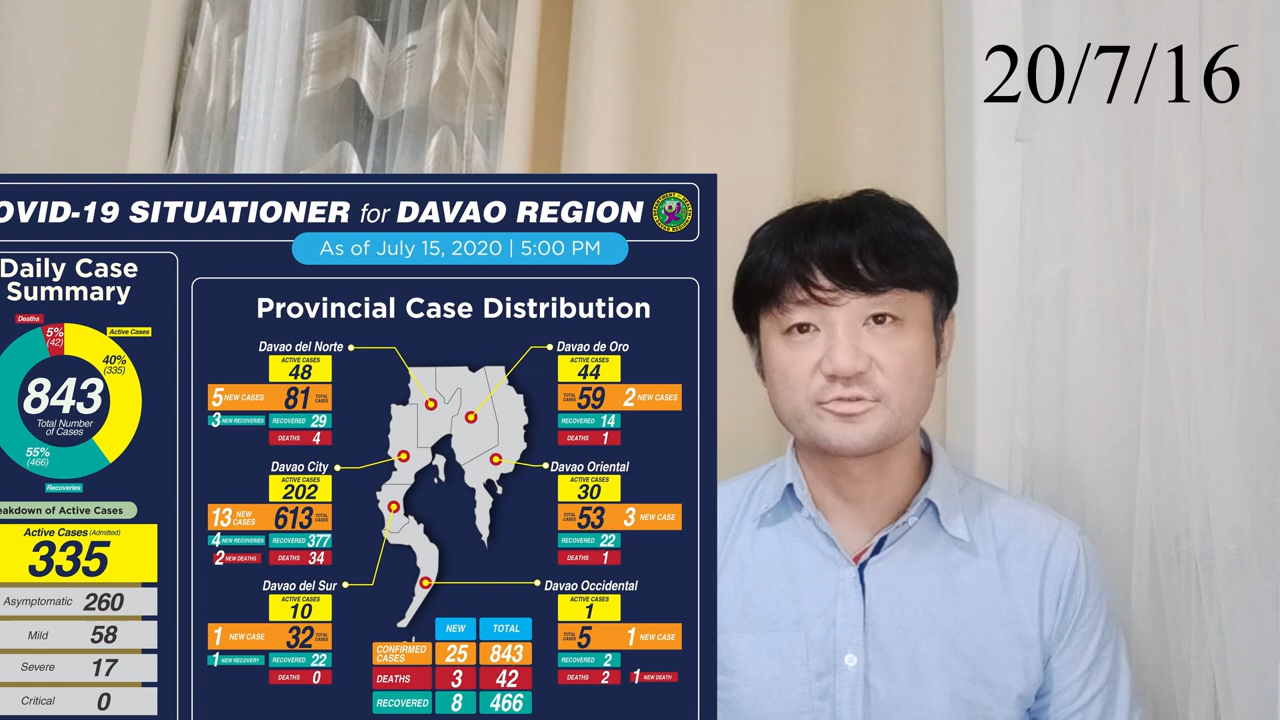 20/7/16
OVID-19 SITUATIONER for DAVAO REGION
As of July 15, 2020 | 5:00 PM
Daily Case
Summary
Deaths
5%
(42)
Active Cases
40%
(335)
843
Total Number
of Cases
55%
(466)
Recoveries
eakdown of Active Cases
Active Cases (Admitted)
335
Asymptomatic 260
Mild 58
Severe 17
Critical 0
Provincial Case Distribution
Davao del Norte
ACTIVE CASES
48
5 NEW CASES 81 TOTAL CASES
3 NEW RECOVERIES RECOVERED 29
DEATHS 4
Davao de Oro
ACTIVE CASES
44
TOTAL CASES 59 2 NEW CASES
RECOVERED 14
DEATHS 1
Davao City
ACTIVE CASES
202
13 NEW CASES 613 TOTAL CASES
4 NEW RECOVERIES RECOVERED 377
2 NEW DEATHS DEATHS 34
Davao Oriental
ACTIVE CASES
30
TOTAL CASES 53 3 NEW CASE
RECOVERED 22
DEATHS 1
Davao del Sur
ACTIVE CASES
10
1 NEW CASE 32 TOTAL CASES
1 NEW RECOVERY RECOVERED 22
DEATHS 0
Davao Occidental
ACTIVE CASES
1
TOTAL CASES 5 1 NEW CASE
RECOVERED 2
DEATHS 2 1 NEW DEATH
NEW TOTAL
CONFIRMED CASES 25 843
DEATHS 3 42
RECOVERED 8 466